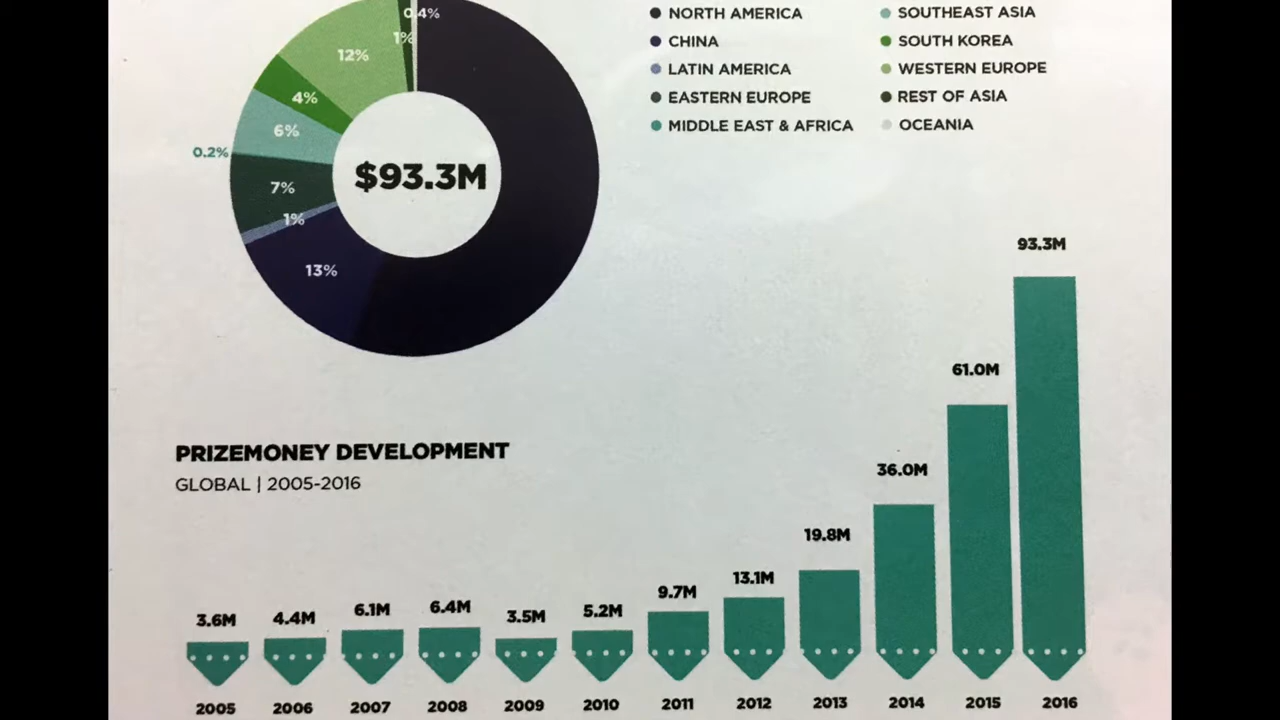 0.4%
1%
12%
4%
6%
0.2%
7%
1%
13%
$93.3M
NORTH AMERICA
CHINA
LATIN AMERICA
EASTERN EUROPE
MIDDLE EAST & AFRICA
SOUTHEAST ASIA
SOUTH KOREA
WESTERN EUROPE
REST OF ASIA
OCEANIA
PRIZEMONEY DEVELOPMENT
GLOBAL | 2005-2016
3.6M 4.4M 6.1M 6.4M 3.5M 5.2M 9.7M 13.1M 19.8M 36.0M 61.0M 93.3M
2005 2006 2007 2008 2009 2010 2011 2012 2013 2014 2015 2016